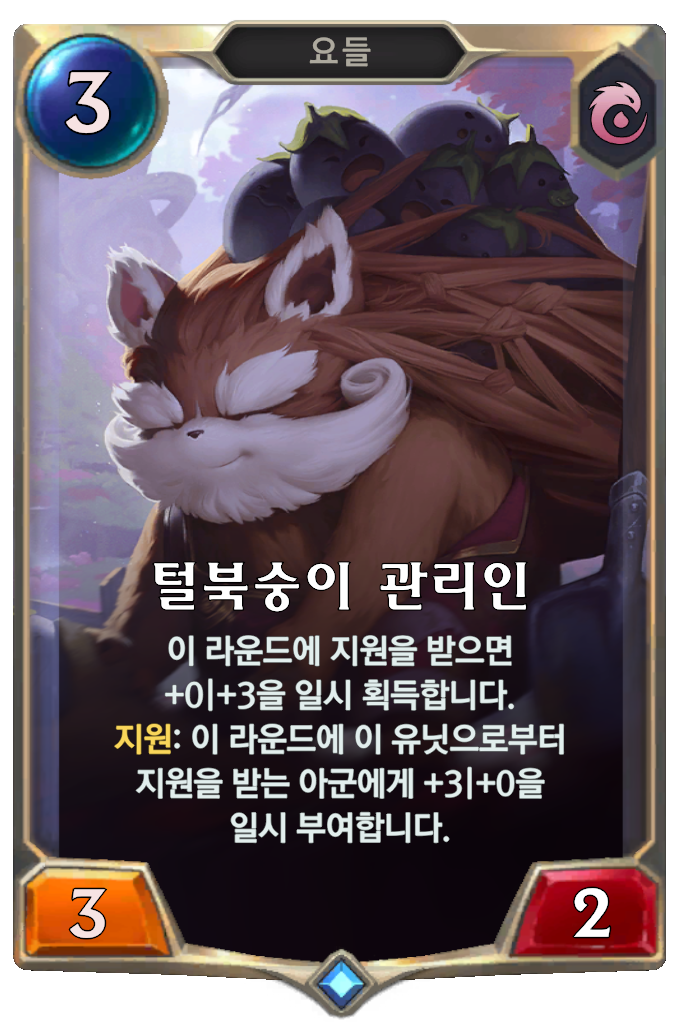 요들
3
털북숭이 관리인
이 라운드에 지원을 받으면
+0|+3을 일시 획득합니다.
지원: 이 라운드에 이 유닛으로부터
지원을 받는 아군에게 +3|+0을
일시 부여합니다.
3
2